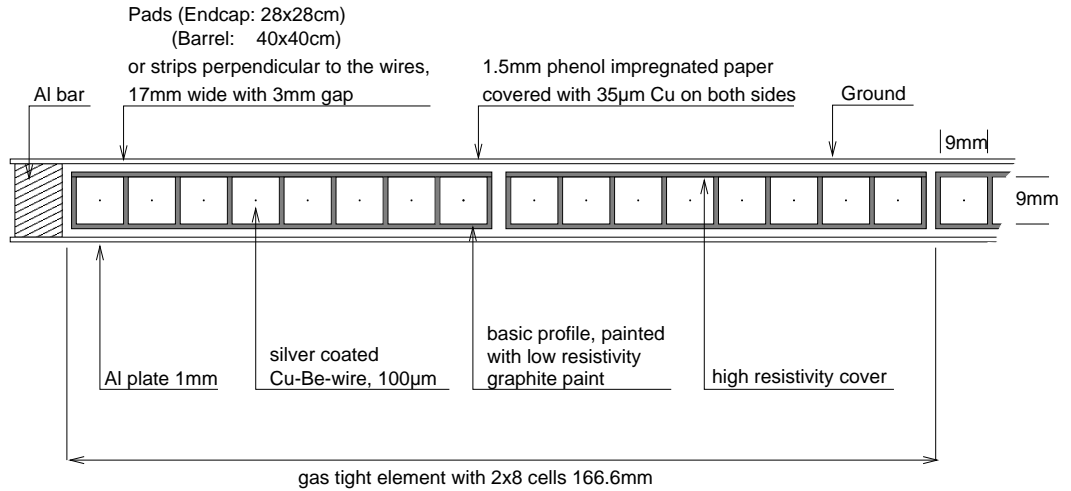 Pads (Endcap: 28x28cm)
(Barrel: 40x40cm)
or strips perpendicular to the wires,
17mm wide with 3mm gap
1.5mm phenol impregnated paper
covered with 35µm Cu on both sides
Al bar
Ground
9mm
9mm
basic profile, painted
with low resistivity
graphite paint
silver coated
Cu-Be-wire, 100µm
Al plate 1mm
high resistivity cover
gas tight element with 2x8 cells 166.6mm